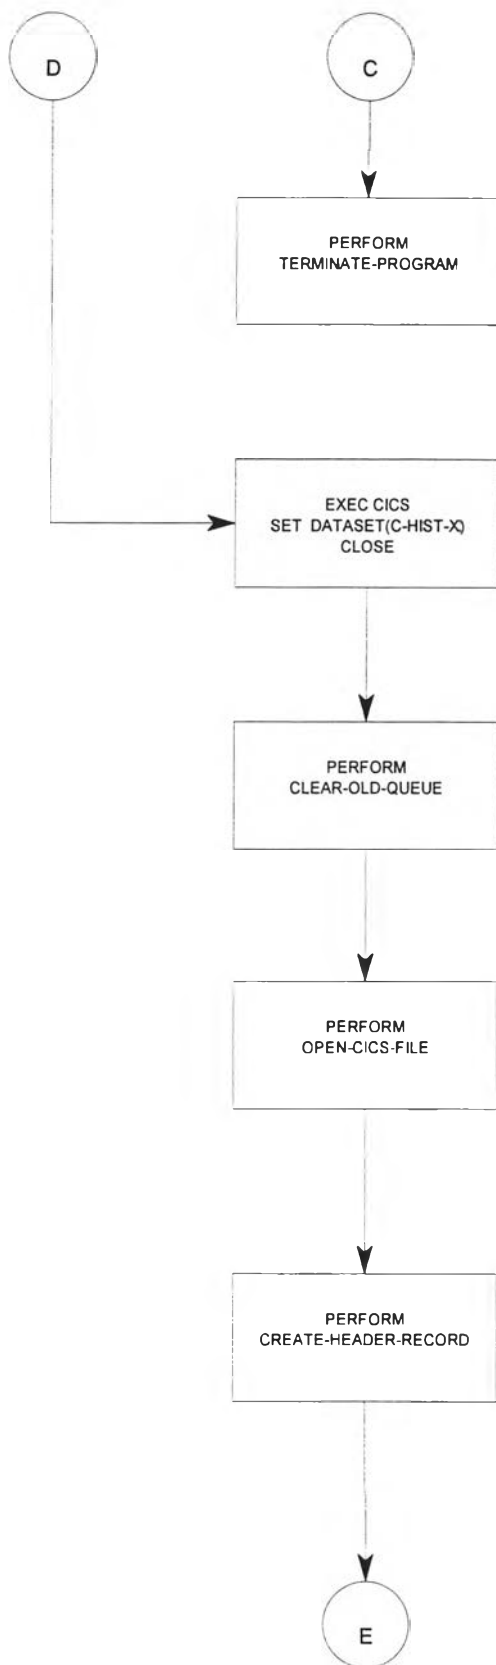 D
C
PERFORM
TERMINATE-PROGRAM
EXEC CICS
SET DATASET(C-HIST-X)
CLOSE
PERFORM
CLEAR-OLD-QUEUE
PERFORM
OPEN-CICS-FILE
PERFORM
CREATE-HEADER-RECORD
E